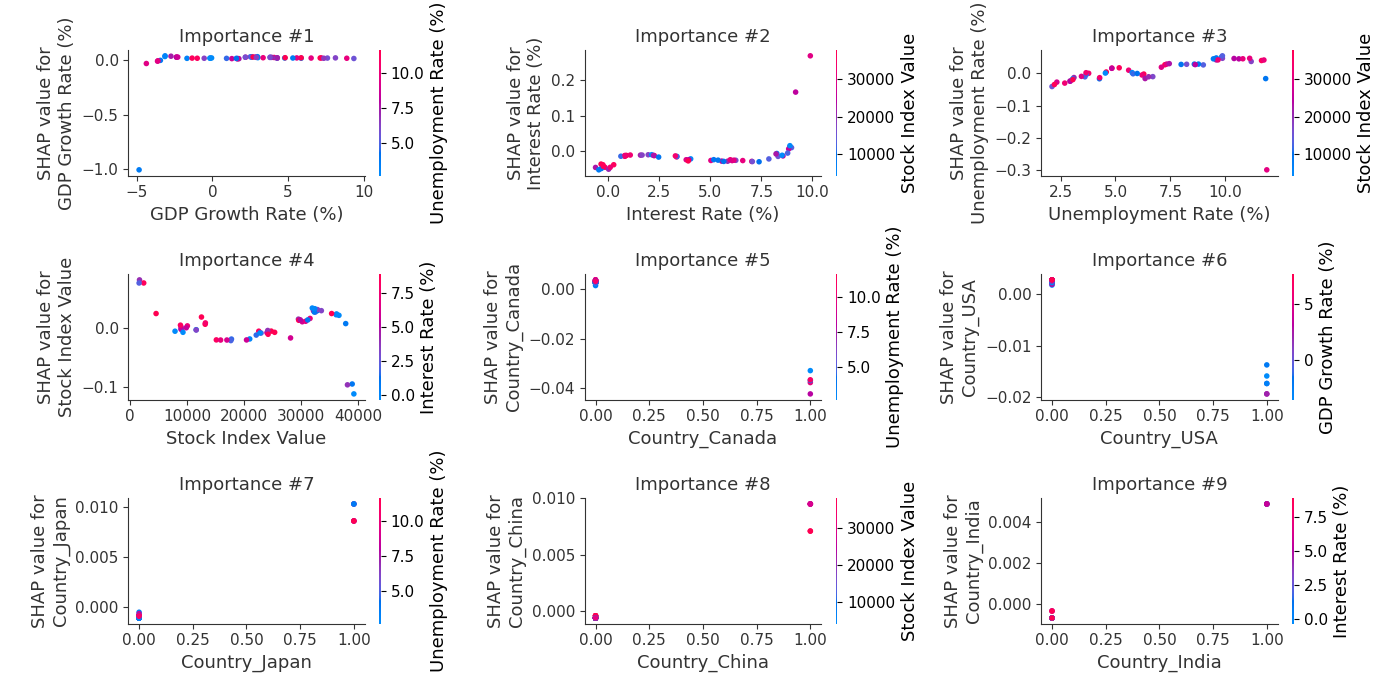 Importance #1
SHAP value for
GDP Growth Rate (%)
0.0
−0.5
−1.0
−5
0
5
10
GDP Growth Rate (%)
10.0
7.5
5.0
Unemployment Rate (%)
Importance #2
SHAP value for
Interest Rate (%)
0.2
0.1
0.0
0.0
2.5
5.0
7.5
10.0
Interest Rate (%)
30000
20000
10000
Stock Index Value
Importance #3
SHAP value for
Unemployment Rate (%)
0.0
−0.1
−0.2
−0.3
2.5
5.0
7.5
10.0
Unemployment Rate (%)
30000
20000
10000
Stock Index Value
Importance #4
SHAP value for
Stock Index Value
0.0
−0.1
0
10000
20000
30000
40000
Stock Index Value
7.5
5.0
2.5
0.0
Interest Rate (%)
Importance #5
SHAP value for
Country_Canada
0.00
−0.02
−0.04
0.00
0.25
0.50
0.75
1.00
Country_Canada
10.0
7.5
5.0
Unemployment Rate (%)
Importance #6
SHAP value for
Country_USA
0.00
−0.01
−0.02
0.00
0.25
0.50
0.75
1.00
Country_USA
5
0
GDP Growth Rate (%)
Importance #7
SHAP value for
Country_Japan
0.010
0.005
0.000
0.00
0.25
0.50
0.75
1.00
Country_Japan
10.0
7.5
5.0
Unemployment Rate (%)
Importance #8
SHAP value for
Country_China
0.010
0.005
0.000
0.00
0.25
0.50
0.75
1.00
Country_China
30000
20000
10000
Stock Index Value
Importance #9
SHAP value for
Country_India
0.004
0.002
0.000
0.00
0.25
0.50
0.75
1.00
Country_India
7.5
5.0
2.5
0.0
Interest Rate (%)